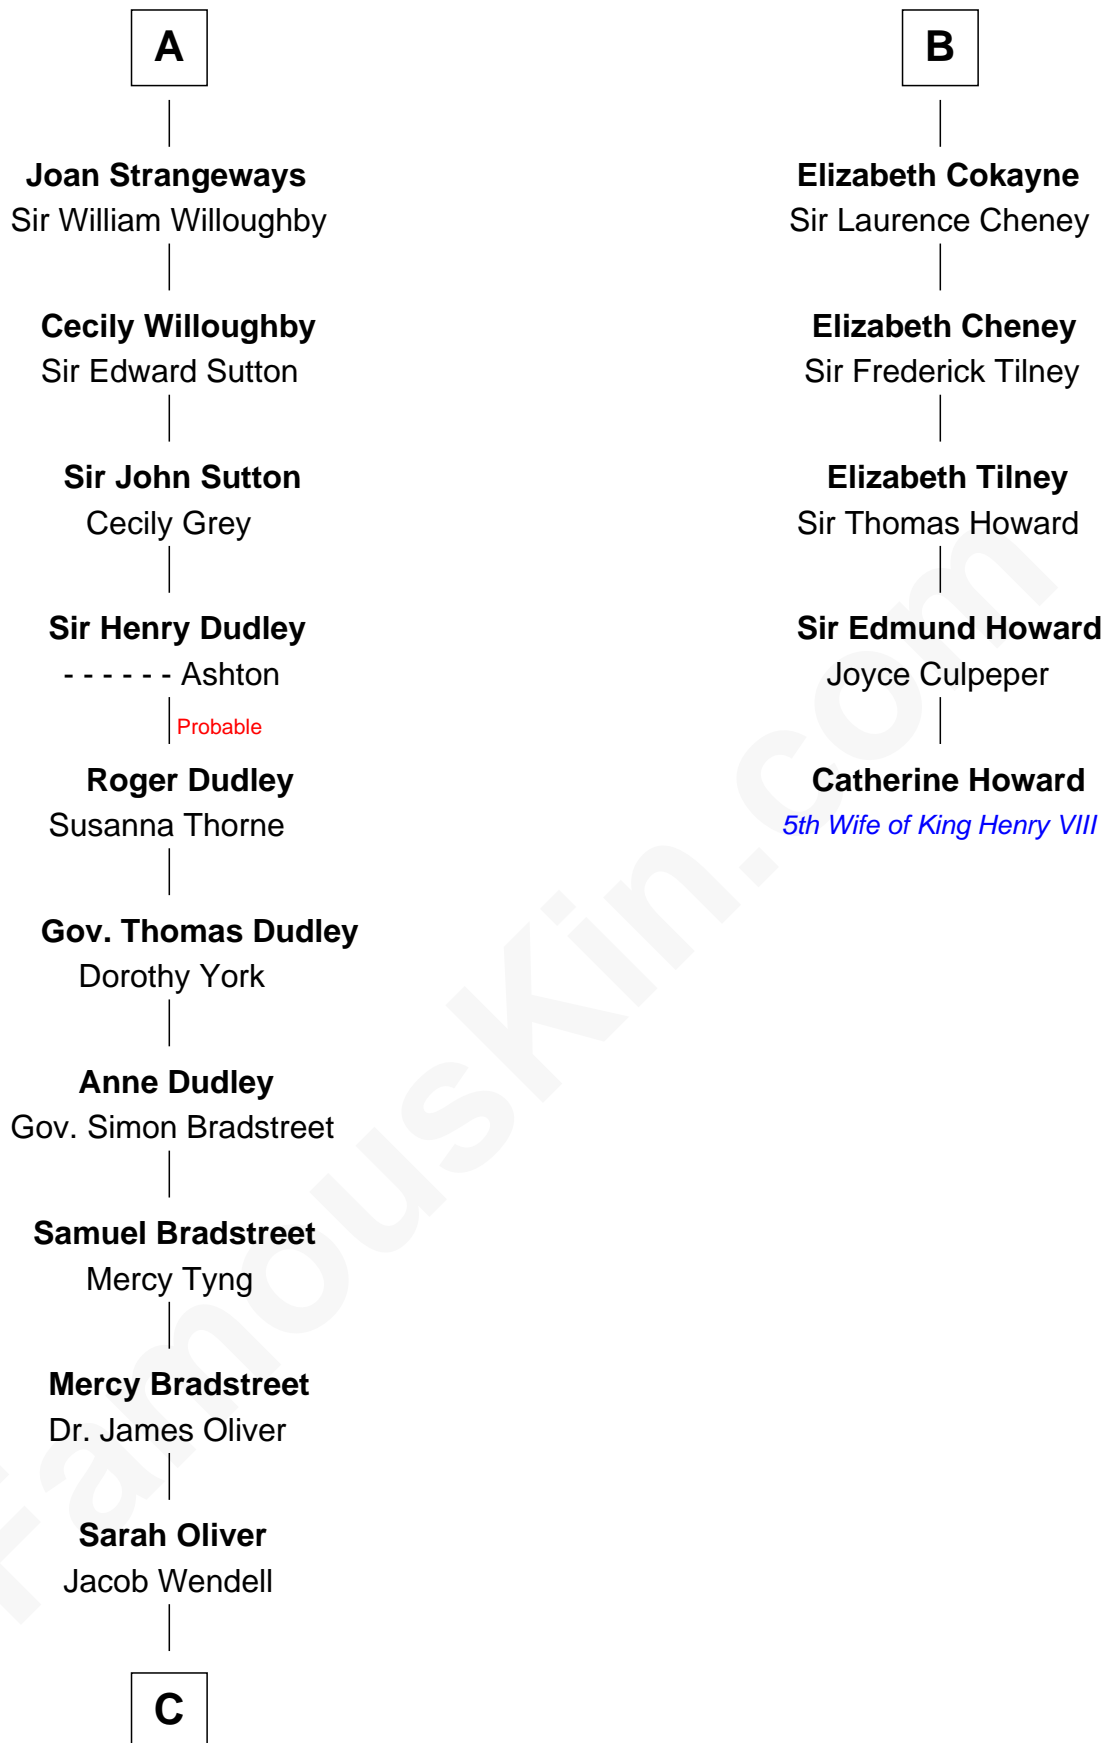 A
Joan Strangeways
Sir William Willoughby
Cecily Willoughby
Sir Edward Sutton
Sir John Sutton
Cecily Grey
Sir Henry Dudley
- - - - - - Ashton
Probable
Roger Dudley
Susanna Thorne
Gov. Thomas Dudley
Dorothy York
Anne Dudley
Gov. Simon Bradstreet
Samuel Bradstreet
Mercy Tyng
Mercy Bradstreet
Dr. James Oliver
Sarah Oliver
Jacob Wendell
C
B
Elizabeth Cokayne
Sir Laurence Cheney
Elizabeth Cheney
Sir Frederick Tilney
Elizabeth Tilney
Sir Thomas Howard
Sir Edmund Howard
Joyce Culpeper
Catherine Howard
5th Wife of King Henry VIII
FamousKin.com